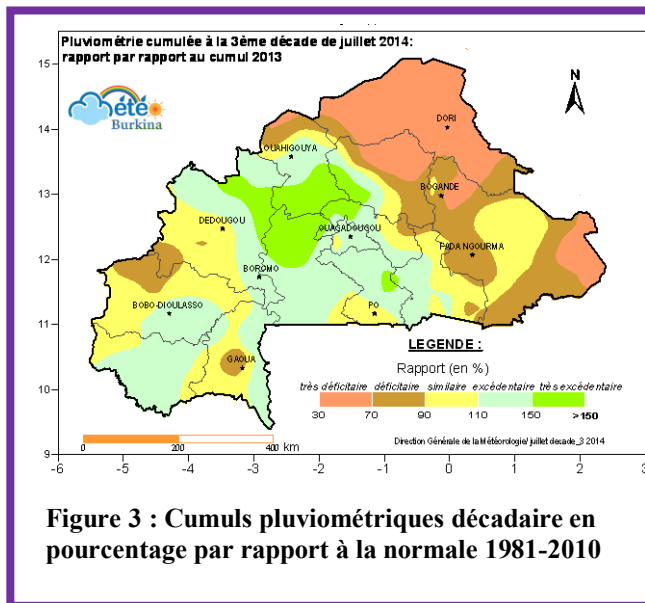 Pluviométrie cumulée à la 3ème décade de juillet 2014:
rapport par rapport au cumul 2013
Météo
Burkina
N
15
14
13
12
11
10
9
DORI
OUAHIGOUYA
BOGANDE
DEDOUGOU
OUAGADOUGOU
FADA NGOURMA
BOROMO
BOBO-DIOULASSO
PO
GAOUA
LEGENDE :
Rapport (en %)
très déficitaire déficitaire similaire excédentaire très excédentaire
30 70 90 110 150 >150
0 200 400 km
Direction Générale de la Météorologie/ juillet decade_3 2014
-6 -5 -4 -3 -2 -1 0 1 2 3
Figure 3 : Cumuls pluviométriques décadaire en
pourcentage par rapport à la normale 1981-2010